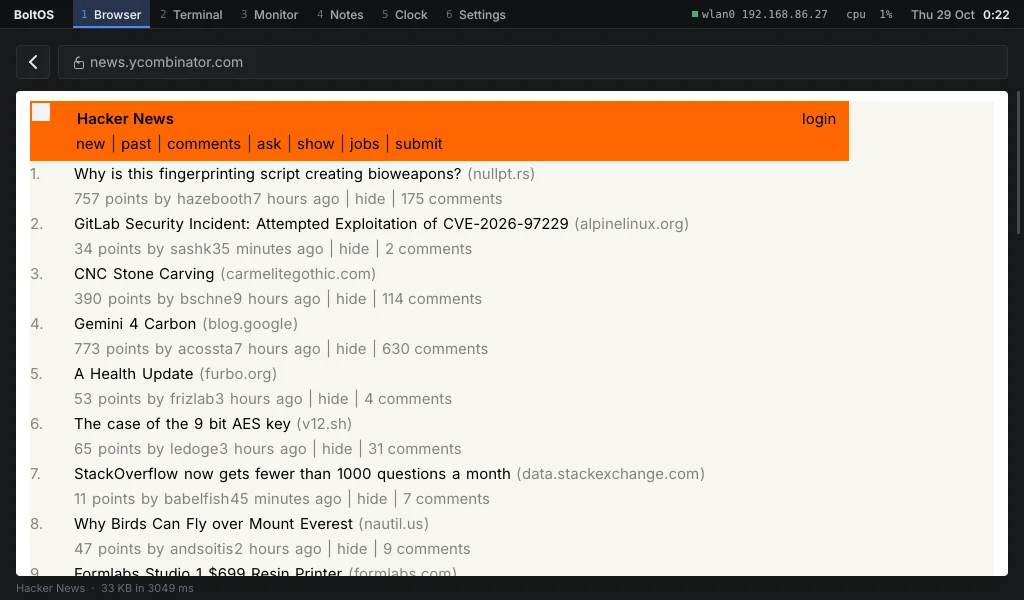 BoltOS 1 Browser 2 Terminal 3 Monitor 4 Notes 5 Clock 6 Settings wlan0 192.168.86.27 cpu 1% Thu 29 Oct 0:22
news.ycombinator.com
Hacker News login
new | past | comments | ask | show | jobs | submit
1. Why is this fingerprinting script creating bioweapons? (nullpt.rs)
757 points by hazebooth7 hours ago | hide | 175 comments
2. GitLab Security Incident: Attempted Exploitation of CVE-2026-97229 (alpinelinux.org)
34 points by sashk35 minutes ago | hide | 2 comments
3. CNC Stone Carving (carmelitegothic.com)
390 points by bschne9 hours ago | hide | 114 comments
4. Gemini 4 Carbon (blog.google)
773 points by acossta7 hours ago | hide | 630 comments
5. A Health Update (furbo.org)
53 points by frizlab3 hours ago | hide | 4 comments
6. The case of the 9 bit AES key (v12.sh)
65 points by ledoge3 hours ago | hide | 31 comments
7. StackOverflow now gets fewer than 1000 questions a month (data.stackexchange.com)
11 points by babelfish45 minutes ago | hide | 7 comments
8. Why Birds Can Fly over Mount Everest (nautil.us)
47 points by andsoitis2 hours ago | hide | 9 comments
9. Formlabs Studio 1 $699 Resin Printer (formlabs.com)
Hacker News · 33 KB in 3049 ms